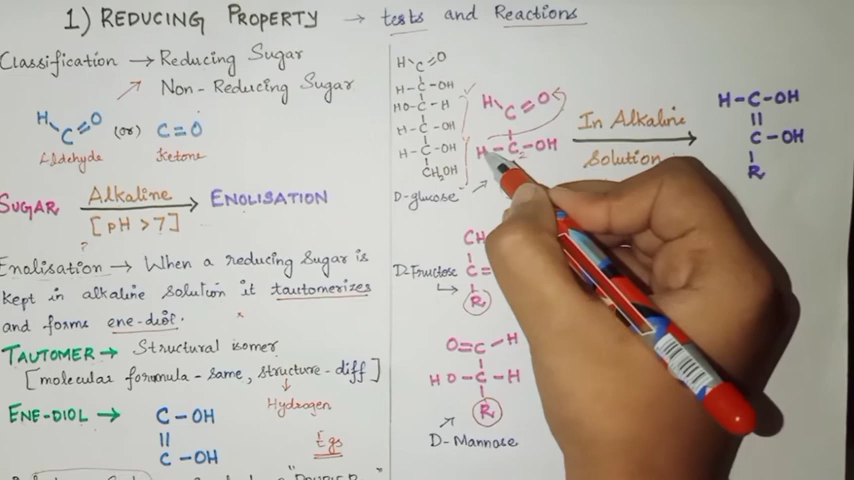 1) REDUCING PROPERTY → tests and Reactions
Classification → Reducing Sugar
Non-Reducing Sugar
H C O (or) C=O
Aldehyde Ketone
SUGAR Alkaline ENOLISATION
[pH > 7]
?
Enolisation → When a reducing sugar is
kept in alkaline solution it tautomerizes
and forms ene-diol.
x
TAUTOMER → Structural isomer
[molecular formula - same, structure - diff]
Hydrogen
ENE-DIOL → C-OH
=
C-OH
Egs
H C=O
H-C-OH
HO-C-H
H-C-OH
H-C-OH
CH2OH
D-glucose
H C=O
H-C-OH
2
In Alkaline
Solution
H-C-OH
=
C-OH
R
CH
D-Fructose C=
R
O=C-H
HO-C-H
R
D-Mannose